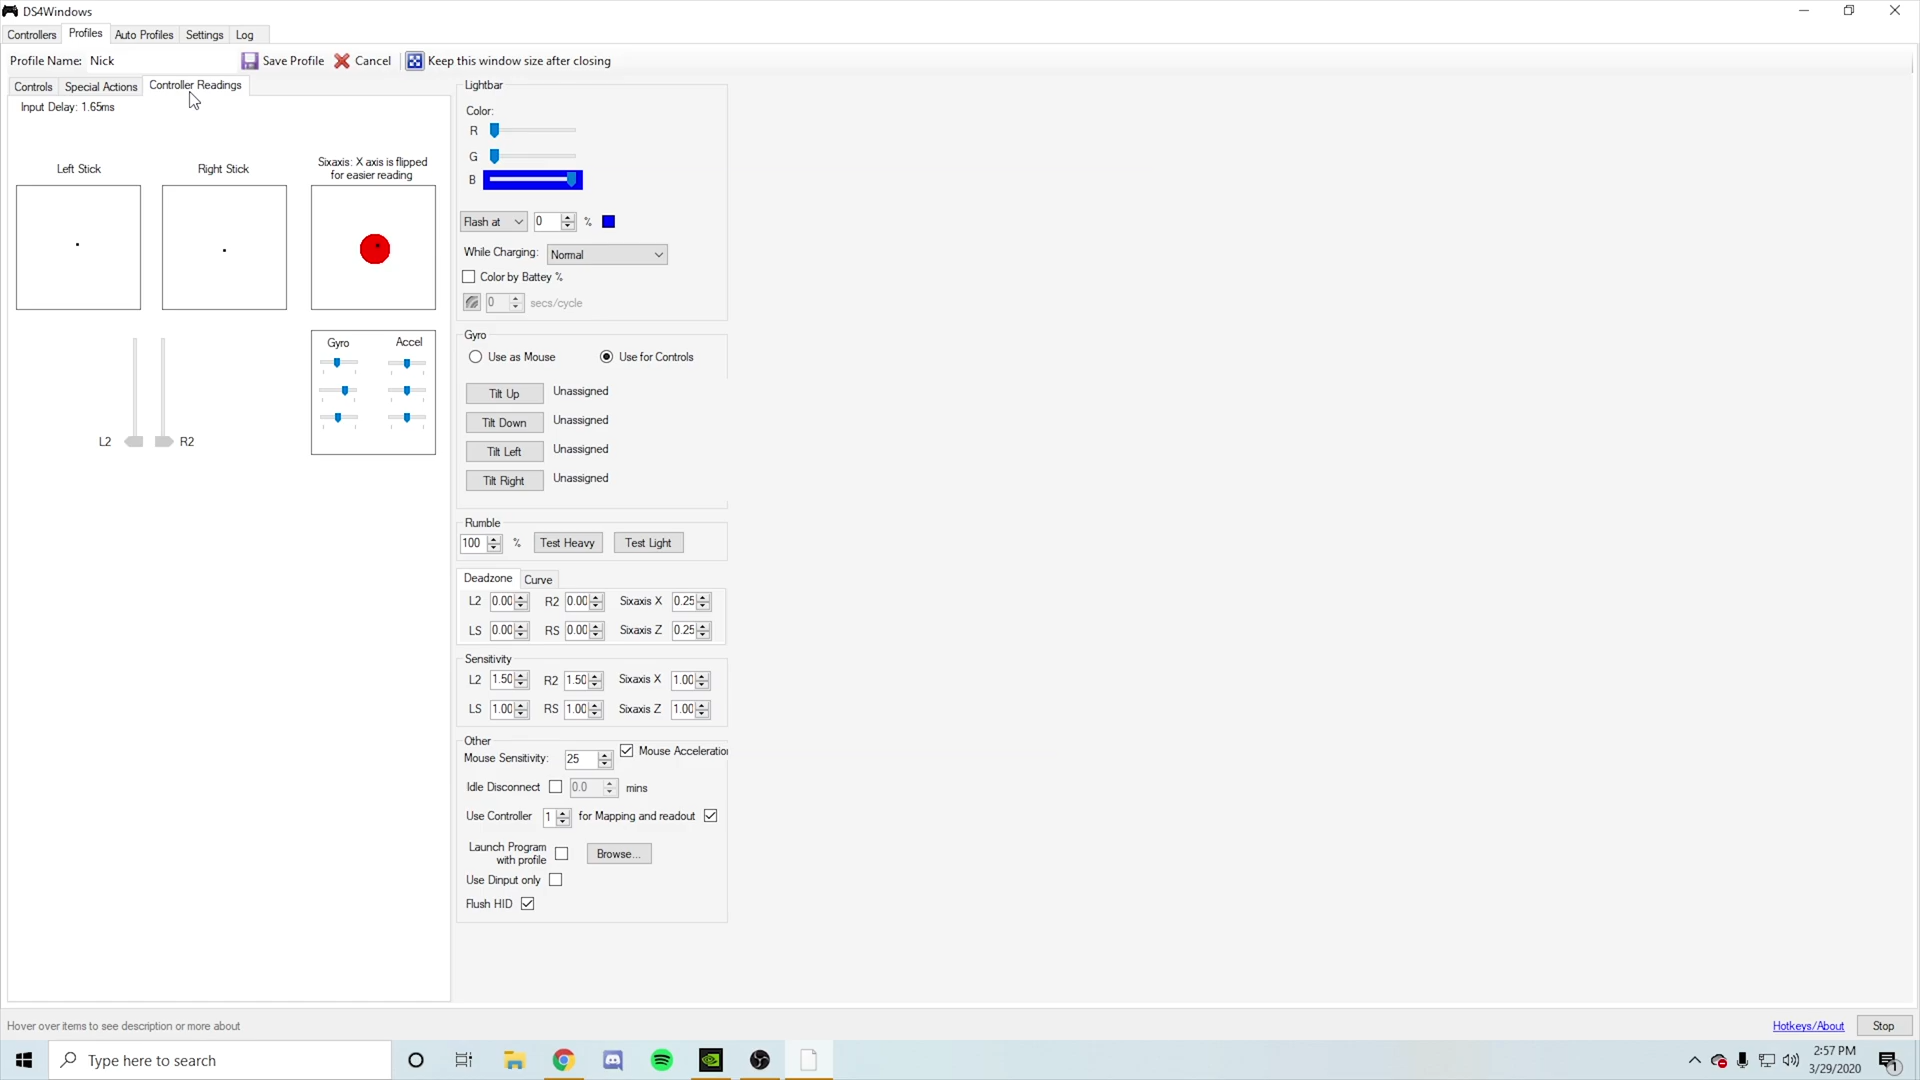 DS4Windows
Controllers Profiles Auto Profiles Settings Log
Profile Name: Nick Save Profile Cancel Keep this window size after closing
Controls Special Actions Controller Readings
Input Delay: 1.65ms
Left Stick
Right Stick
Sixaxis: X axis is flipped
for easier reading
Gyro Accel
L2 R2
Lightbar
Color:
R
G
B
Flash at 0 %
While Charging: Normal
Color by Battey %
0 secs/cycle
Gyro
Use as Mouse Use for Controls
Tilt Up Unassigned
Tilt Down Unassigned
Tilt Left Unassigned
Tilt Right Unassigned
Rumble
100 % Test Heavy Test Light
Deadzone Curve
L2 0.00 R2 0.00 Sixaxis X 0.25
LS 0.00 RS 0.00 Sixaxis Z 0.25
Sensitivity
L2 1.50 R2 1.50 Sixaxis X 1.00
LS 1.00 RS 1.00 Sixaxis Z 1.00
Other
Mouse Sensitivity: 25 Mouse Acceleration
Idle Disconnect 0.0 mins
Use Controller 1 for Mapping and readout
Launch Program
with profile
Browse...
Use Dinput only
Flush HID
Hover over items to see description or more about
Hotkeys/About Stop
Type here to search
2:57 PM
3/29/2020
1